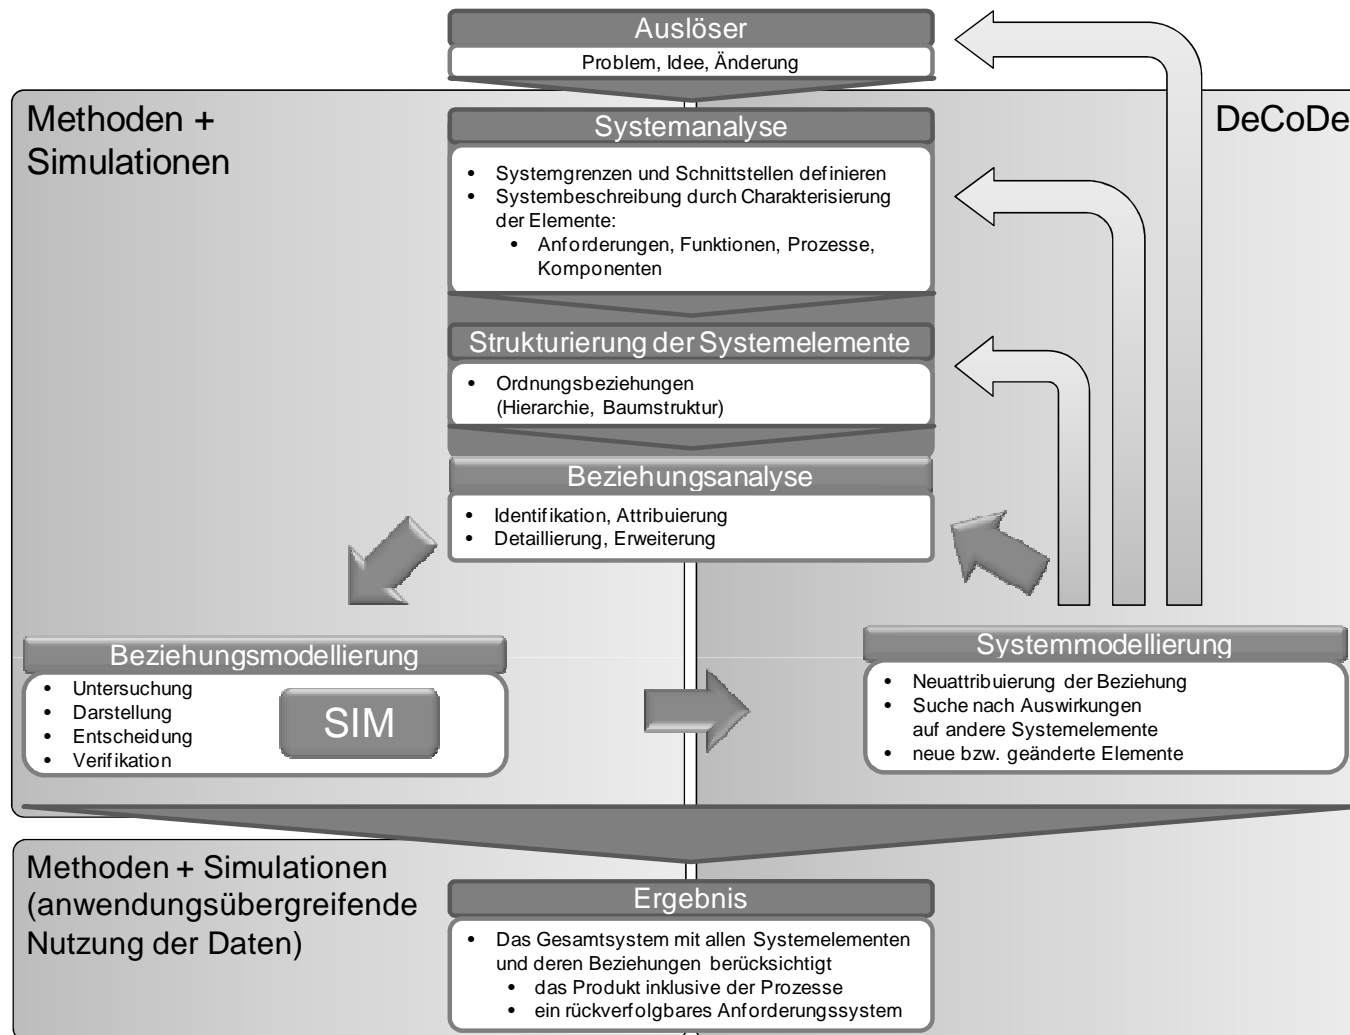 Auslöser
Problem, Idee, Änderung
Methoden +
Simulationen
DeCoDe
Systemanalyse
• Systemgrenzen und Schnittstellen definieren
• Systembeschreibung durch Charakterisierung
der Elemente:
• Anforderungen, Funktionen, Prozesse,
Komponenten
Strukturierung der Systemelemente
• Ordnungsbeziehungen
(Hierarchie, Baumstruktur)
Beziehungsanalyse
• Identifikation, Attribuierung
• Detaillierung, Erweiterung
Beziehungsmodellierung
• Untersuchung
• Darstellung
• Entscheidung
• Verifikation
SIM
Systemmodellierung
• Neuattribuierung der Beziehung
• Suche nach Auswirkungen
auf andere Systemelemente
• neue bzw. geänderte Elemente
Methoden + Simulationen
(anwendungsübergreifende
Nutzung der Daten)
Ergebnis
• Das Gesamtsystem mit allen Systemelementen
und deren Beziehungen berücksichtigt
• das Produkt inklusive der Prozesse
• ein rückverfolgbares Anforderungssystem